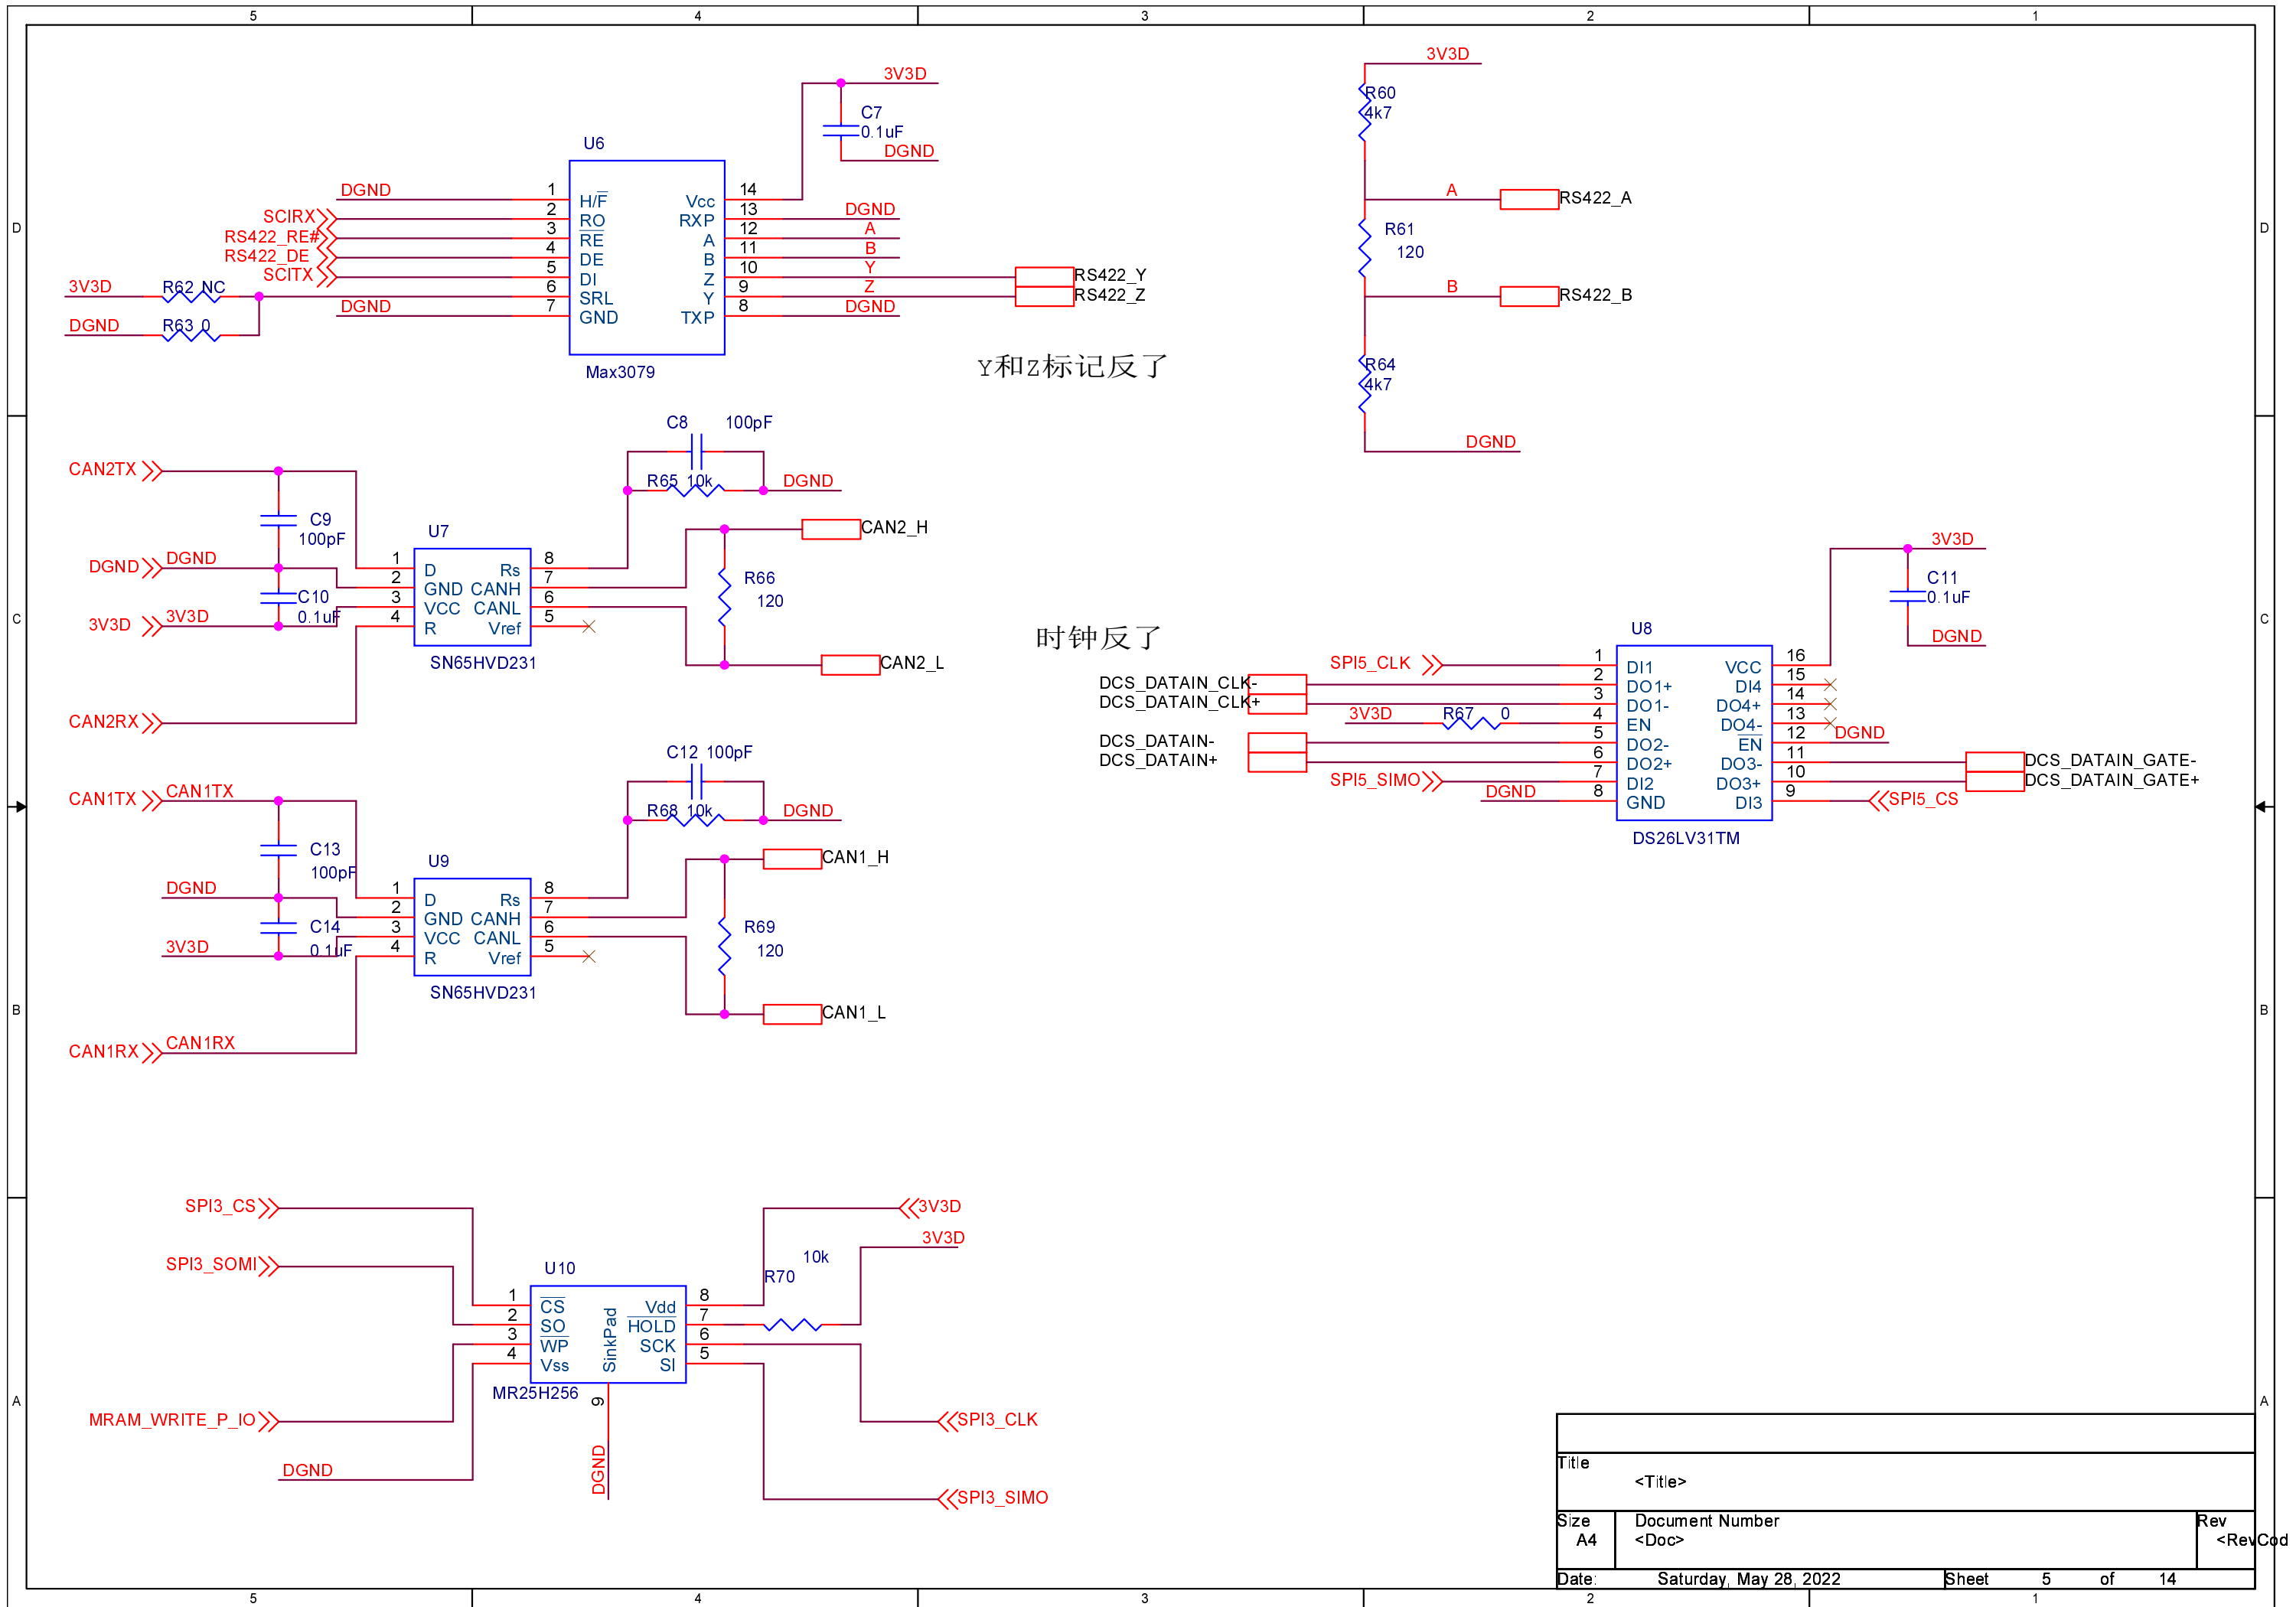 5 4 3 2 1
3V3D
C7
0.1uF
DGND
U6
DGND 1 H/F Vcc 14
SCIRX 2 RO RXP 13 DGND
RS422_RE# 3 RE A 12 A
RS422_DE 4 DE B 11 B
SCITX 5 DI Z 10 Y RS422_Y
3V3D R62 NC 6 SRL Y 9 Z RS422_Z
DGND 7 GND TXP 8 DGND
DGND R63 0
Max3079
Y和Z标记反了
3V3D
R60
4k7
A RS422_A
R61
120
B RS422_B
R64
4k7
DGND
D D
C8 100pF
CAN2TX
R65 10k DGND
C9
100pF
U7
CAN2_H
DGND DGND
1 D Rs 8
2 GND CANH 7
3 VCC CANL 6
4 R Vref 5
C10
0.1uF
3V3D 3V3D
R66
120
SN65HVD231
CAN2_L
CAN2RX
C C
时钟反了
3V3D
C11
0.1uF
DGND
U8
SPI5_CLK 1 DI1 VCC 16
DCS_DATAIN_CLK- 2 DO1+ DI4 15
DCS_DATAIN_CLK+ 3 DO1- DO4+ 14
3V3D R67 0 4 EN DO4- 13
DCS_DATAIN- 5 DO2- EN 12 DGND
DCS_DATAIN+ 6 DO2+ DO3- 11 DCS_DATAIN_GATE-
SPI5_SIMO 7 DI2 DO3+ 10 DCS_DATAIN_GATE+
DGND 8 GND DI3 9 SPI5_CS
DS26LV31TM
C12 100pF
CAN1TX CAN1TX
R68 10k DGND
C13
100pF
U9
CAN1_H
DGND
1 D Rs 8
2 GND CANH 7
3 VCC CANL 6
4 R Vref 5
C14
0.1uF
3V3D
R69
120
SN65HVD231
CAN1_L
CAN1RX CAN1RX
B B
SPI3_CS
3V3D
3V3D
SPI3_SOMI
10k
R70
U10
1 CS Vdd 8
2 SO HOLD 7
3 WP SCK 6
4 Vss SI 5
SinkPad
MR25H256
9
DGND
MRAM_WRITE_P_IO
SPI3_CLK
DGND
SPI3_SIMO
A A
Title
<Title>
Size Document Number Rev
A4 <Doc> <RevCod
Date: Saturday, May 28, 2022 Sheet 5 of 14
5 4 3 2 1